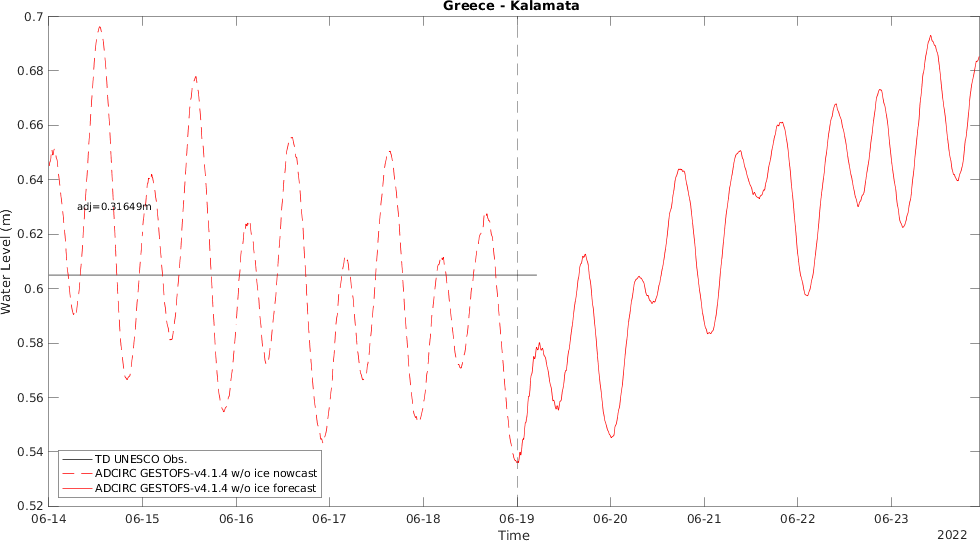 Greece - Kalamata
0.7
0.68
0.66
0.64
0.62
0.6
0.58
0.56
0.54
0.52
Water Level (m)
adj=0.31649m
TD UNESCO Obs.
ADCIRC GESTOFS-v4.1.4 w/o ice nowcast
ADCIRC GESTOFS-v4.1.4 w/o ice forecast
06-14 06-15 06-16 06-17 06-18 06-19 06-20 06-21 06-22 06-23
Time
2022